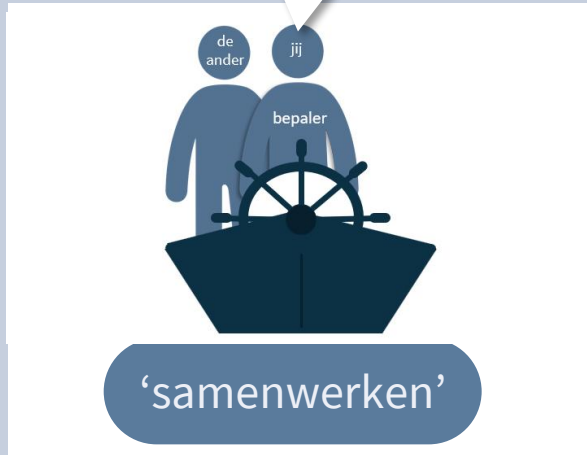 de
ander
jij
bepaler
‘samenwerken’